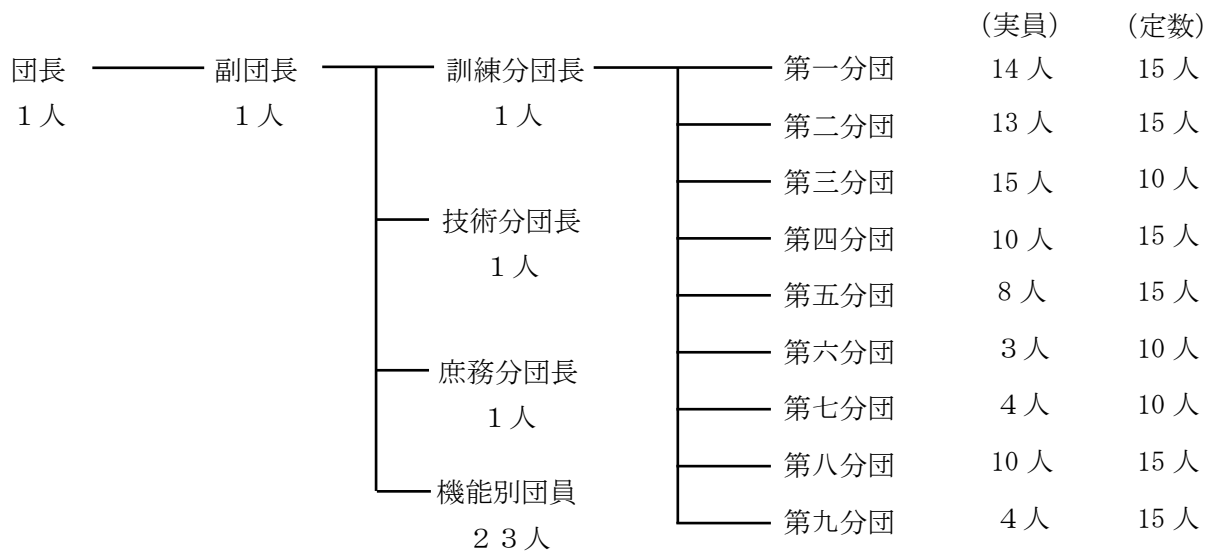 （実員） （定数）
団長 副団長 訓練分団長 第一分団 14人 15人
１人 １人 １人
第二分団 13人 15人
第三分団 15人 10人
技術分団長 第四分団 10人 15人
１人
第五分団 8人 15人
第六分団 ３人 10人
庶務分団長
１人 第七分団 ４人 10人
第八分団 10人 15人
機能別団員
２３人 第九分団 ４人 15人